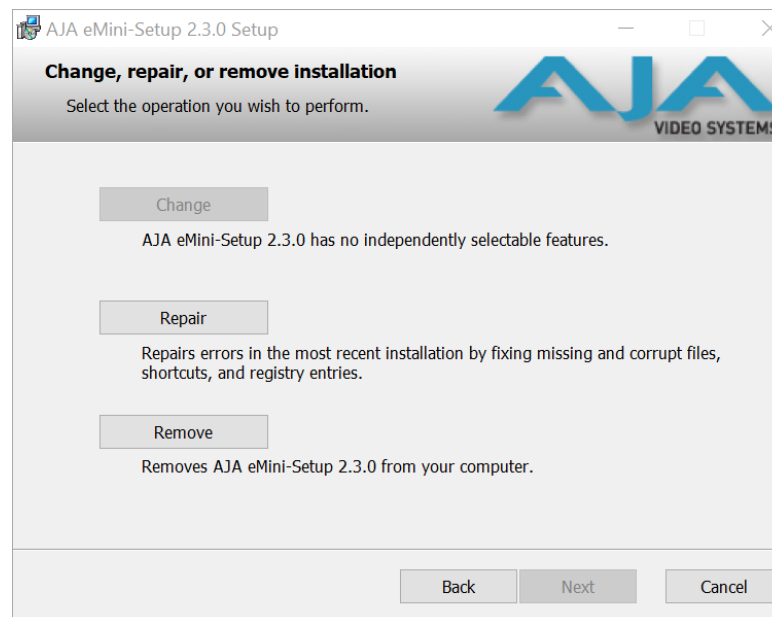 AJA eMini-Setup 2.3.0 Setup
Change, repair, or remove installation
Select the operation you wish to perform.
AJA
VIDEO SYSTEMS
Change
AJA eMini-Setup 2.3.0 has no independently selectable features.
Repair
Repairs errors in the most recent installation by fixing missing and corrupt files,
shortcuts, and registry entries.
Remove
Removes AJA eMini-Setup 2.3.0 from your computer.
Back Next Cancel